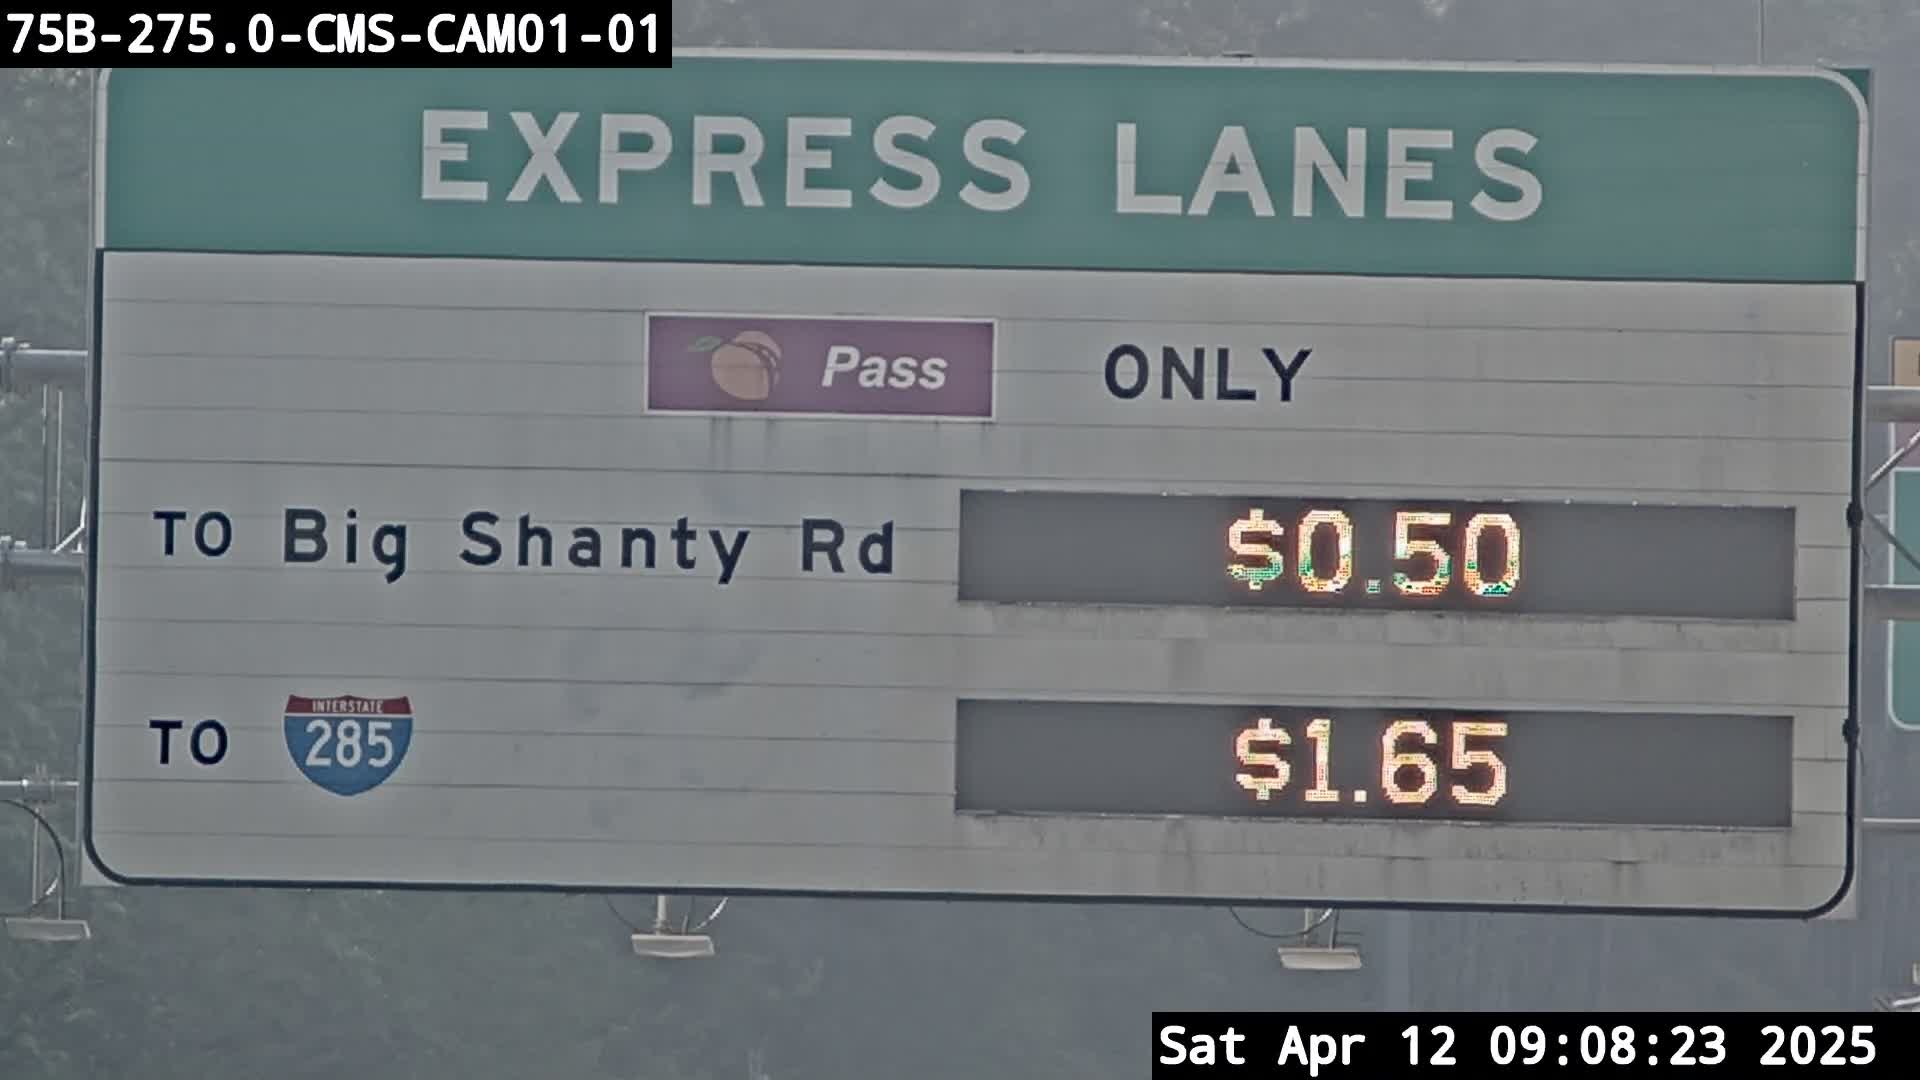 75B-275.0-CMS-CAM01-01
EXPRESS LANES
Pass ONLY
TO Big Shanty Rd $0.50
INTERSTATE
TO 285 $1.65
Sat Apr 12 09:08:23 2025